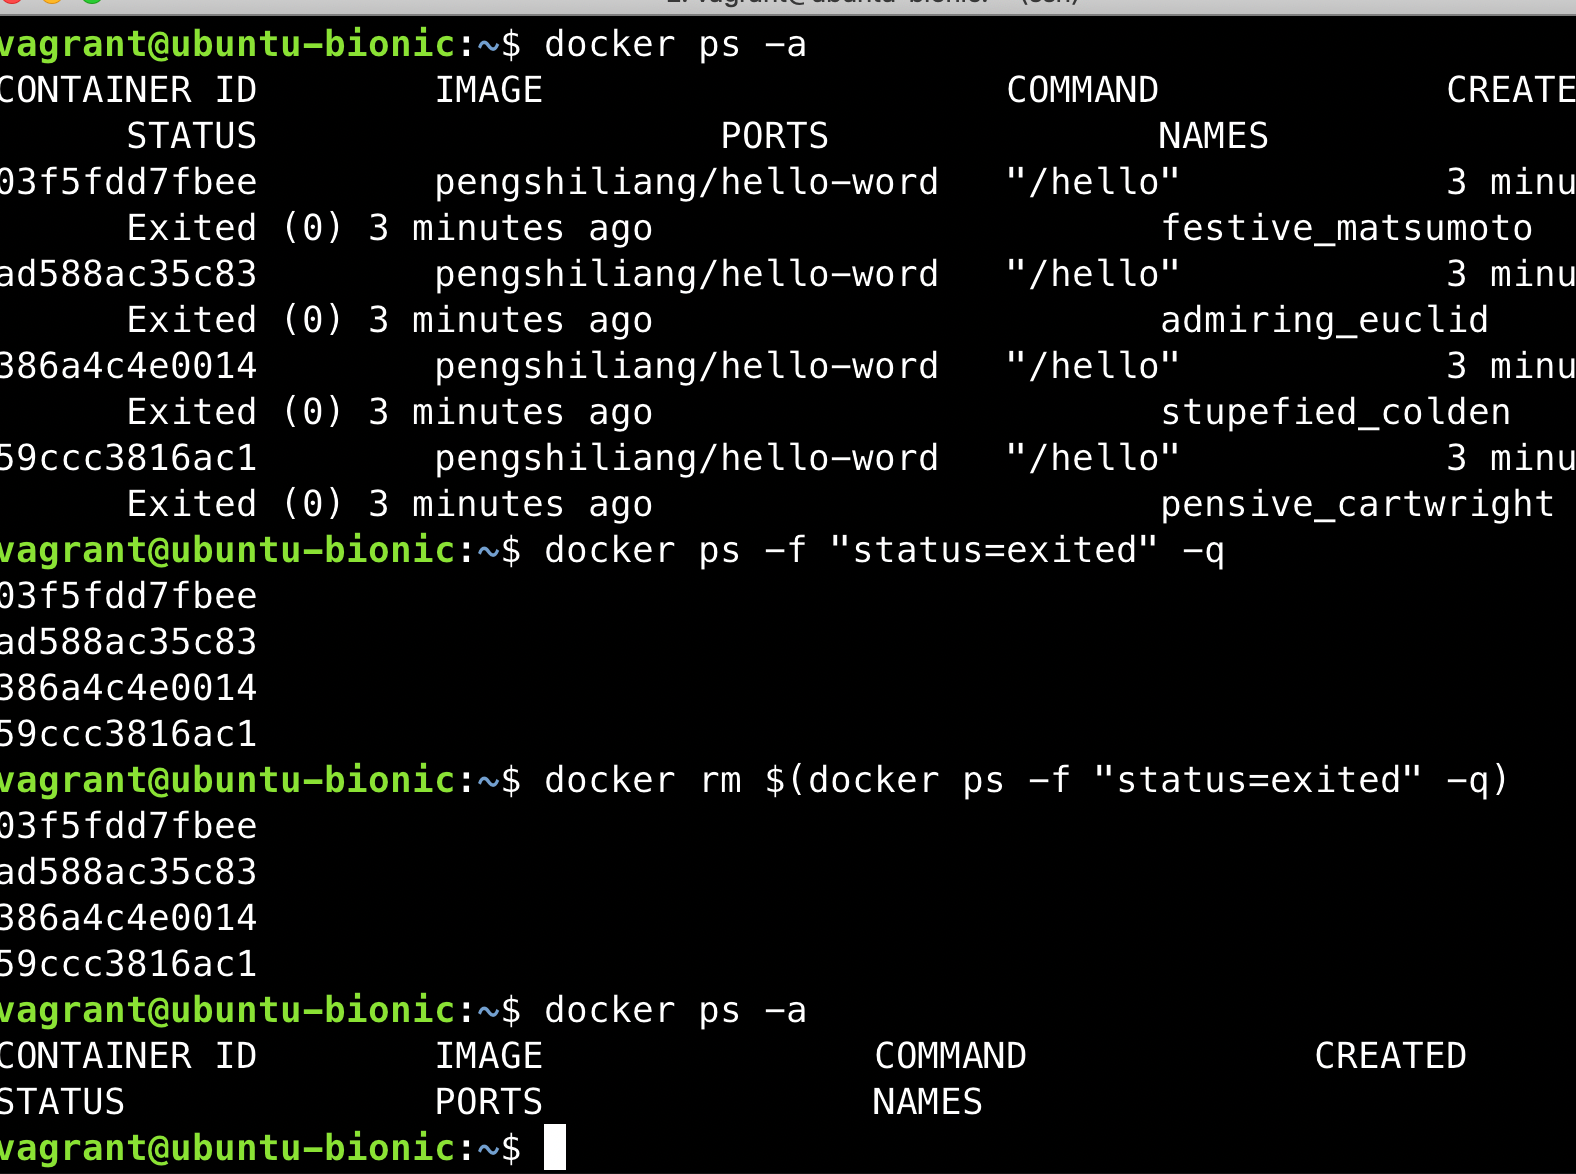 vagrant@ubuntu-bionic:~$ docker ps -a
CONTAINER ID        IMAGE                     COMMAND             CREATE
      STATUS                     PORTS               NAMES
03f5fdd7fbee        pengshiliang/hello-word   "/hello"            3 minu
      Exited (0) 3 minutes ago                       festive_matsumoto
ad588ac35c83        pengshiliang/hello-word   "/hello"            3 minu
      Exited (0) 3 minutes ago                       admiring_euclid
386a4c4e0014        pengshiliang/hello-word   "/hello"            3 minu
      Exited (0) 3 minutes ago                       stupefied_colden
59ccc3816ac1        pengshiliang/hello-word   "/hello"            3 minu
      Exited (0) 3 minutes ago                       pensive_cartwright
vagrant@ubuntu-bionic:~$ docker ps -f "status=exited" -q
03f5fdd7fbee
ad588ac35c83
386a4c4e0014
59ccc3816ac1
vagrant@ubuntu-bionic:~$ docker rm $(docker ps -f "status=exited" -q)
03f5fdd7fbee
ad588ac35c83
386a4c4e0014
59ccc3816ac1
vagrant@ubuntu-bionic:~$ docker ps -a
CONTAINER ID        IMAGE               COMMAND             CREATED
STATUS              PORTS               NAMES
vagrant@ubuntu-bionic:~$